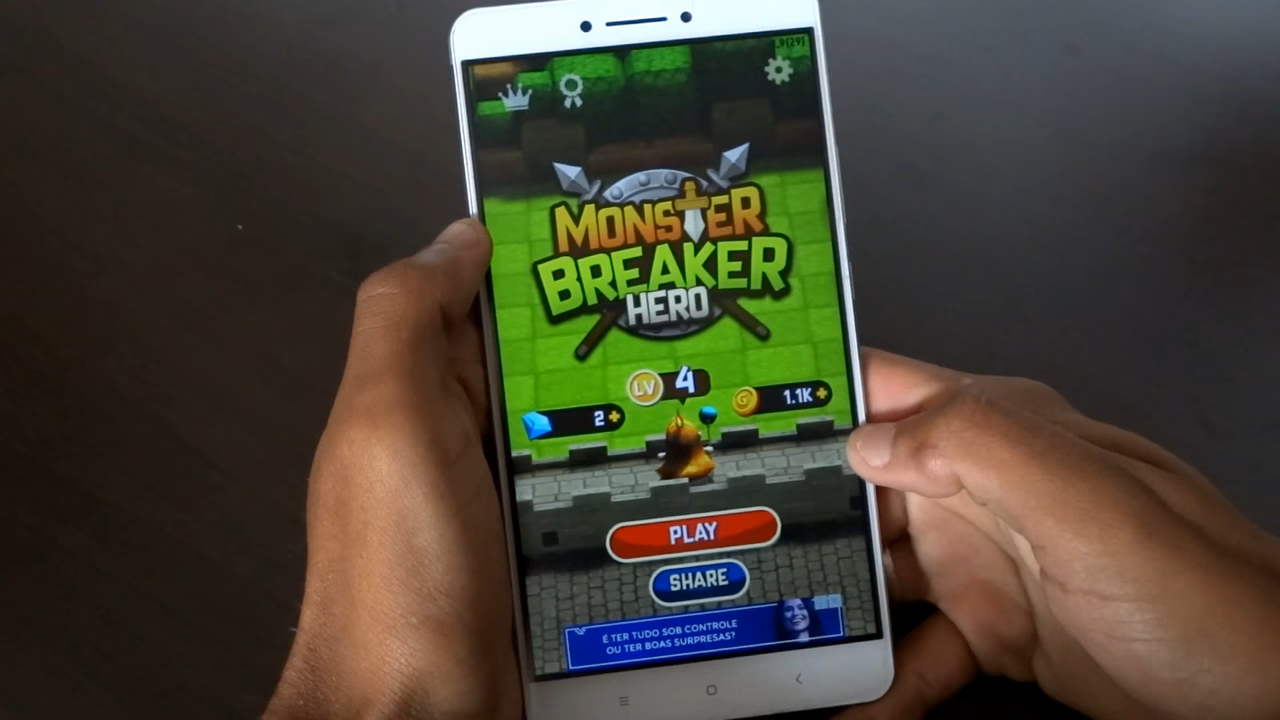 MONSTER
BREAKER
HERO
LV 4
2+
G 1.1K+
PLAY
SHARE
É TER TUDO SOB CONTROLE
OU TER BOAS SURPRESAS?